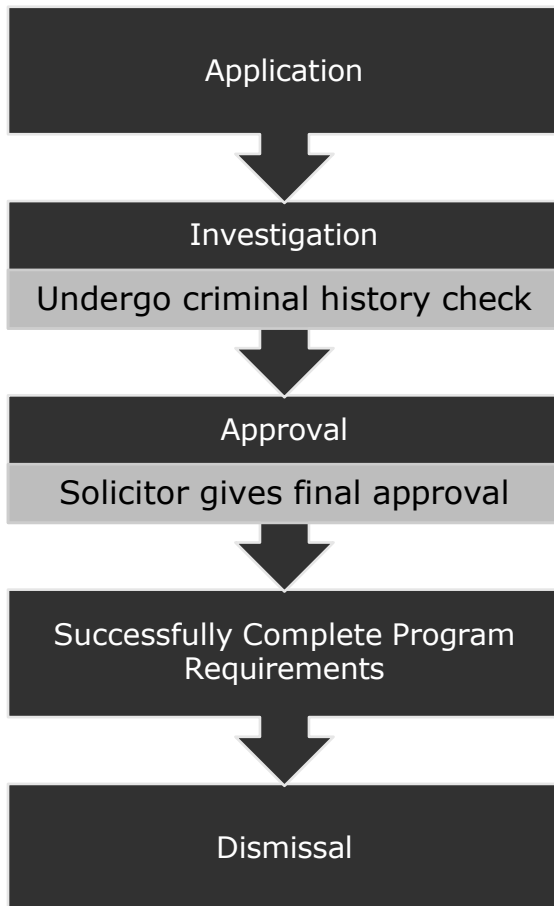 Application
Investigation
Undergo criminal history check
Approval
Solicitor gives final approval
Successfully Complete Program
Requirements
Dismissal